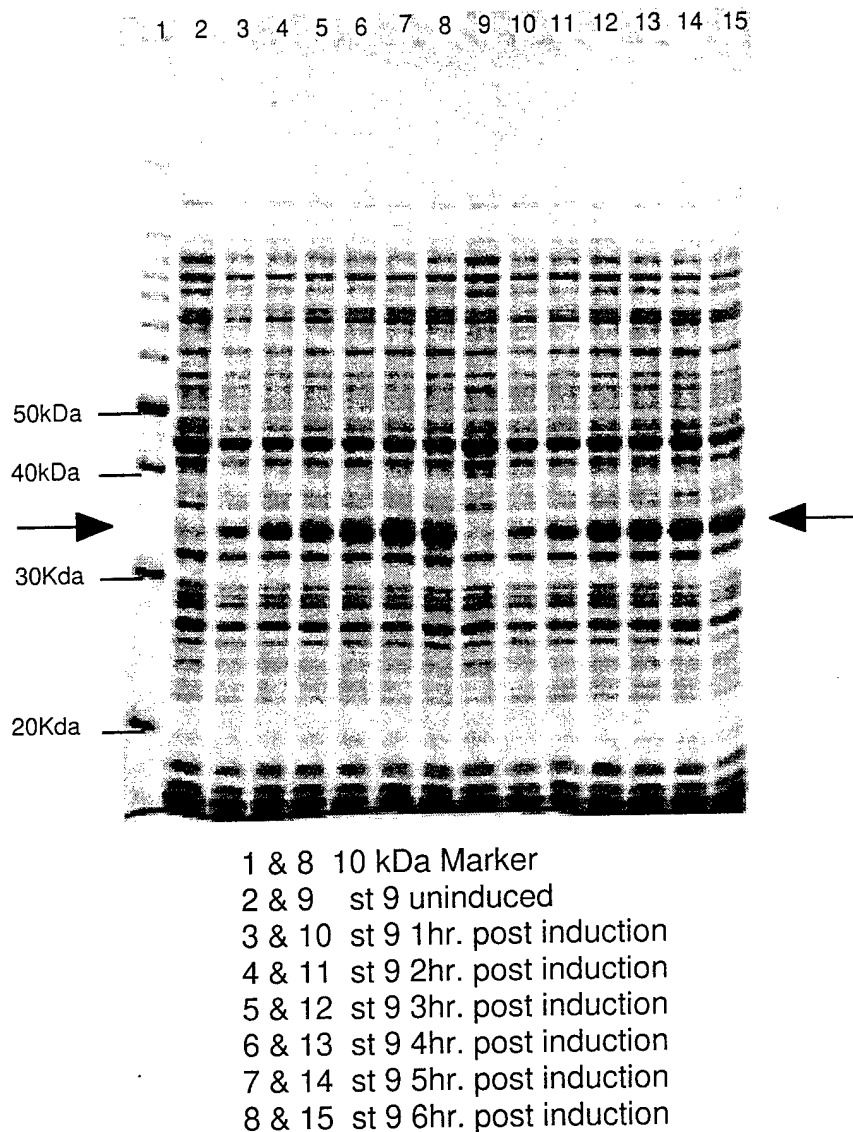 1 2 3 4 5 6 7 8 9 10 11 12 13 14 15
50kDa
40kDa
30Kda
20Kda
1 & 8 10 kDa Marker
2 & 9 st 9 uninduced
3 & 10 st 9 1hr. post induction
4 & 11 st 9 2hr. post induction
5 & 12 st 9 3hr. post induction
6 & 13 st 9 4hr. post induction
7 & 14 st 9 5hr. post induction
8 & 15 st 9 6hr. post induction